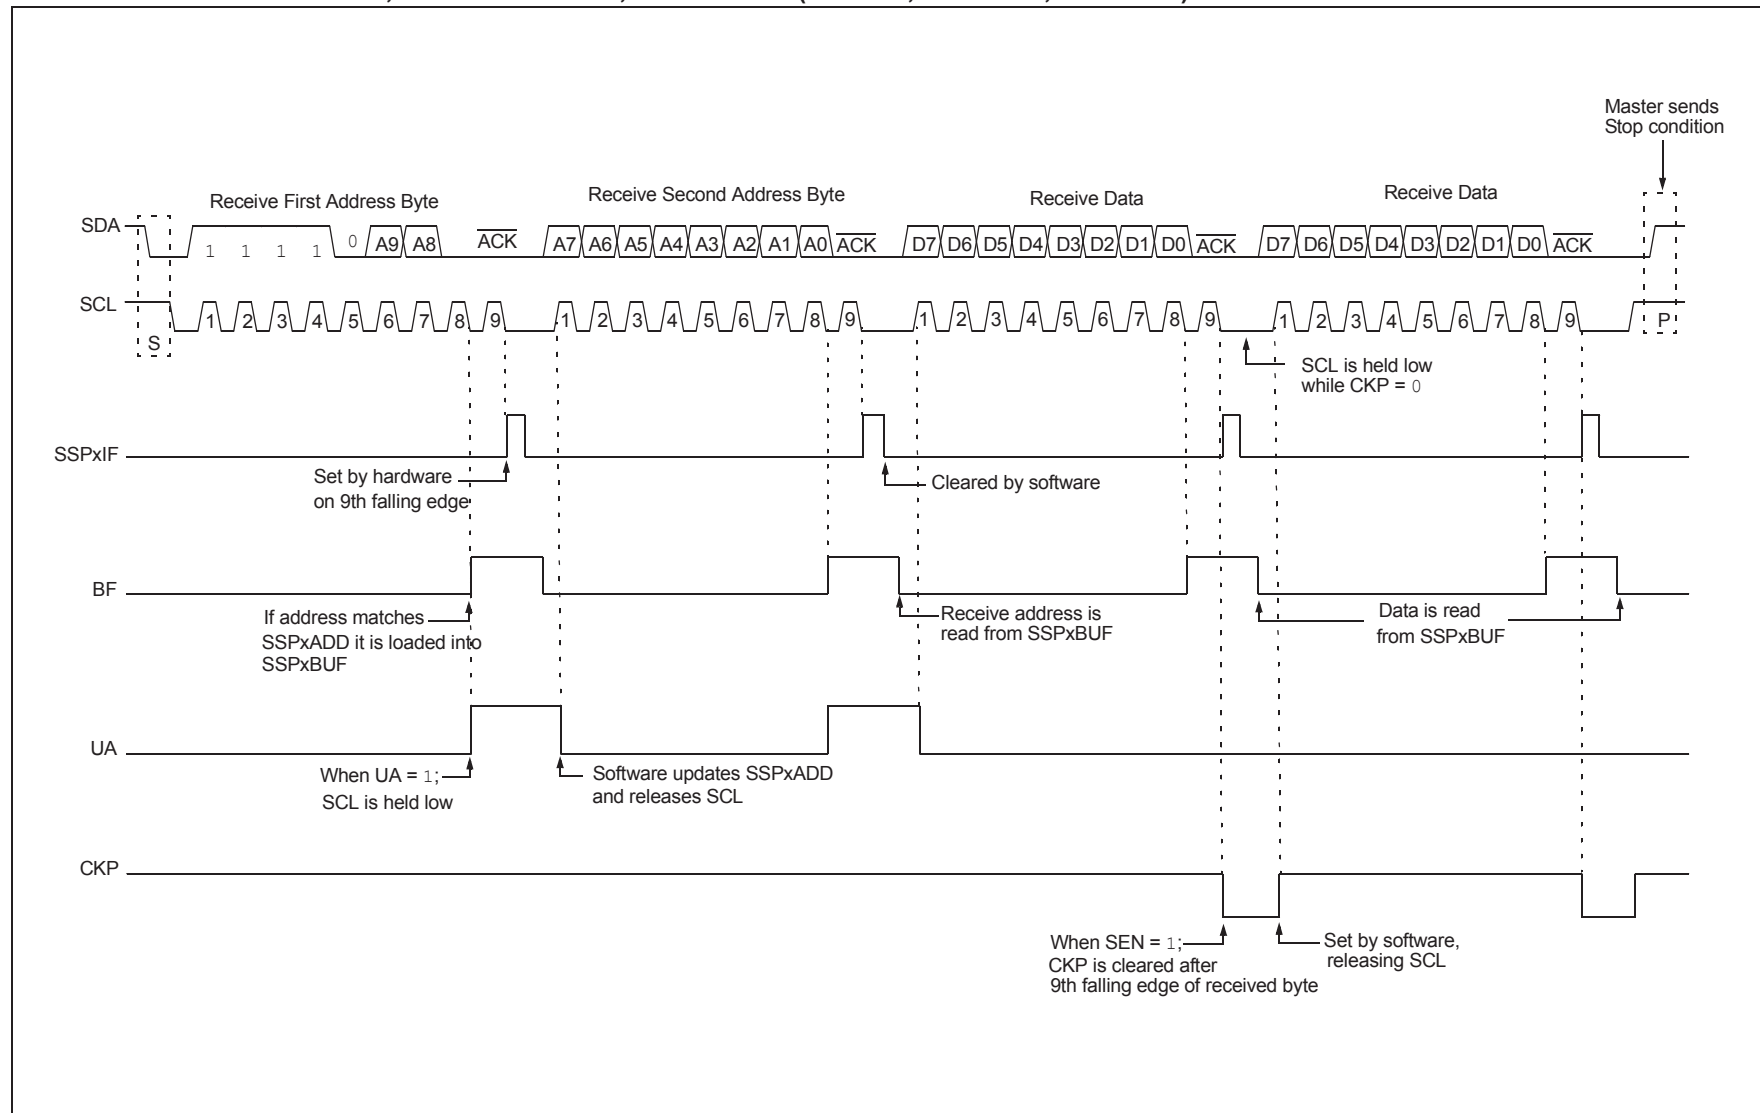 Master sends
Stop condition
Receive First Address Byte
Receive Second Address Byte
Receive Data
Receive Data
SDA
1 1 1 1 0 A9 A8 ACK A7 A6 A5 A4 A3 A2 A1 A0 ACK D7 D6 D5 D4 D3 D2 D1 D0 ACK D7 D6 D5 D4 D3 D2 D1 D0 ACK
SCL
1 2 3 4 5 6 7 8 9 1 2 3 4 5 6 7 8 9 1 2 3 4 5 6 7 8 9 1 2 3 4 5 6 7 8 9
S
P
SCL is held low
while CKP = 0
SSPxIF
Set by hardware
on 9th falling edge
Cleared by software
BF
If address matches
SSPxADD it is loaded into
SSPxBUF
Receive address is
read from SSPxBUF
Data is read
from SSPxBUF
UA
When UA = 1;
SCL is held low
Software updates SSPxADD
and releases SCL
CKP
When SEN = 1;
CKP is cleared after
9th falling edge of received byte
Set by software,
releasing SCL